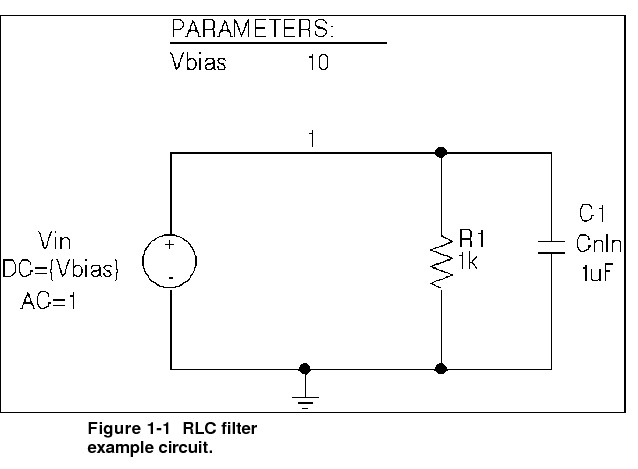 PARAMETERS:
Vbias 10
1
Vin
DC={Vbias}
AC=1
+
-
R1
1k
C1
Cnln
1uF
Figure 1-1 RLC filter
example circuit.